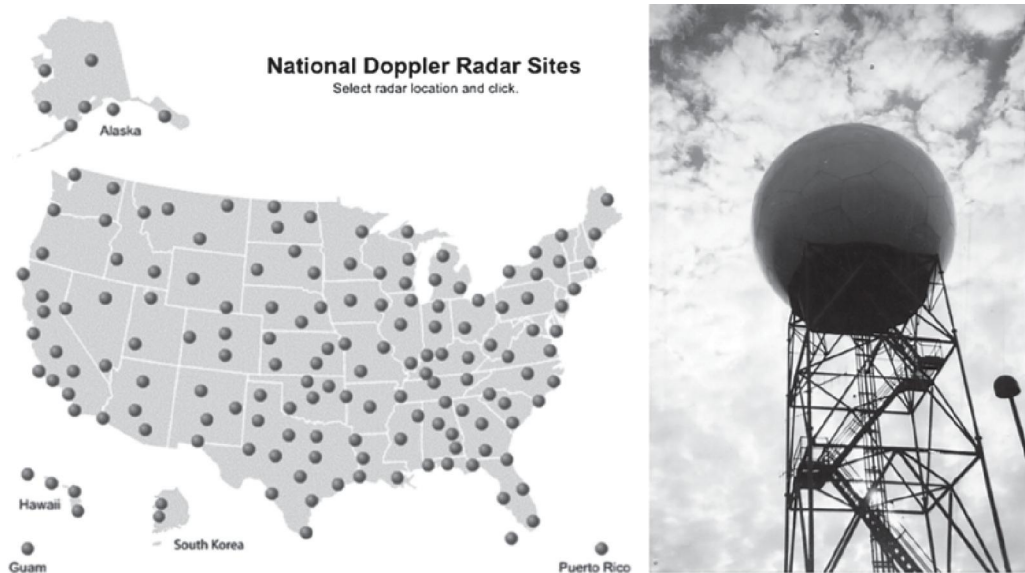 National Doppler Radar Sites
Select radar location and click.
Alaska
Hawaii
South Korea
Guam
Puerto Rico